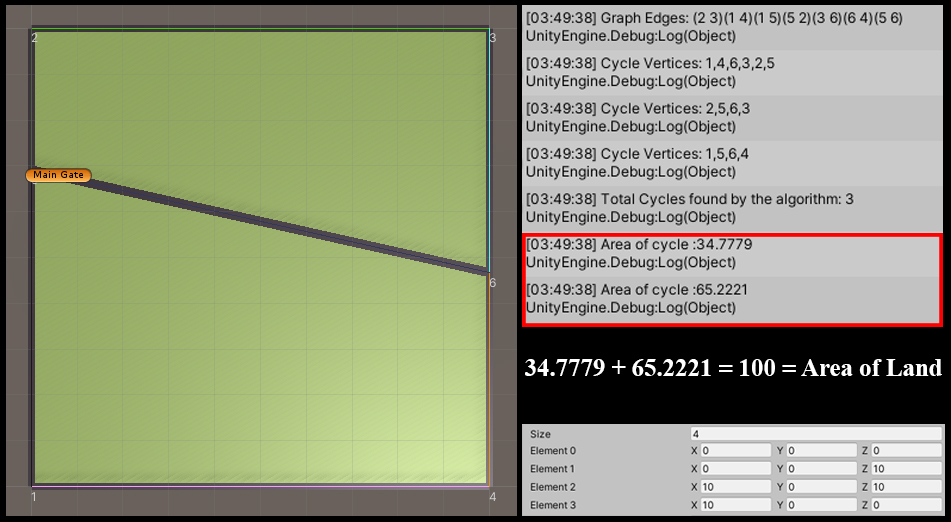 2
3
Main Gate
6
1
4
[03:49:38] Graph Edges: (2 3)(1 4)(1 5)(5 2)(3 6)(6 4)(5 6)
UnityEngine.Debug:Log(Object)
[03:49:38] Cycle Vertices: 1,4,6,3,2,5
UnityEngine.Debug:Log(Object)
[03:49:38] Cycle Vertices: 2,5,6,3
UnityEngine.Debug:Log(Object)
[03:49:38] Cycle Vertices: 1,5,6,4
UnityEngine.Debug:Log(Object)
[03:49:38] Total Cycles found by the algorithm: 3
UnityEngine.Debug:Log(Object)
[03:49:38] Area of cycle :34.7779
UnityEngine.Debug:Log(Object)
[03:49:38] Area of cycle :65.2221
UnityEngine.Debug:Log(Object)
34.7779 + 65.2221 = 100 = Area of Land
Size 4
Element 0 X 0 Y 0 Z 0
Element 1 X 0 Y 0 Z 10
Element 2 X 10 Y 0 Z 10
Element 3 X 10 Y 0 Z 0